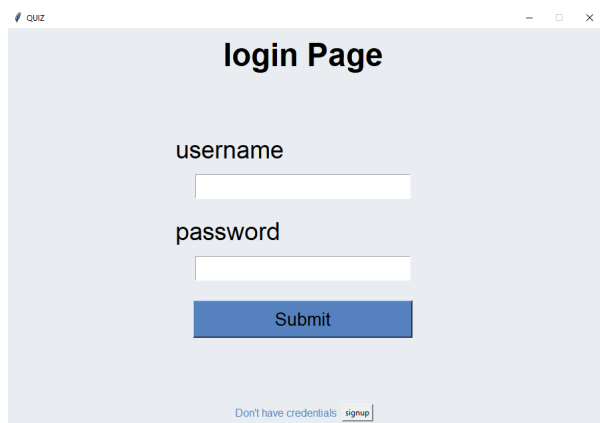 QUIZ
login Page
username
password
Submit
Don't have credentials signup